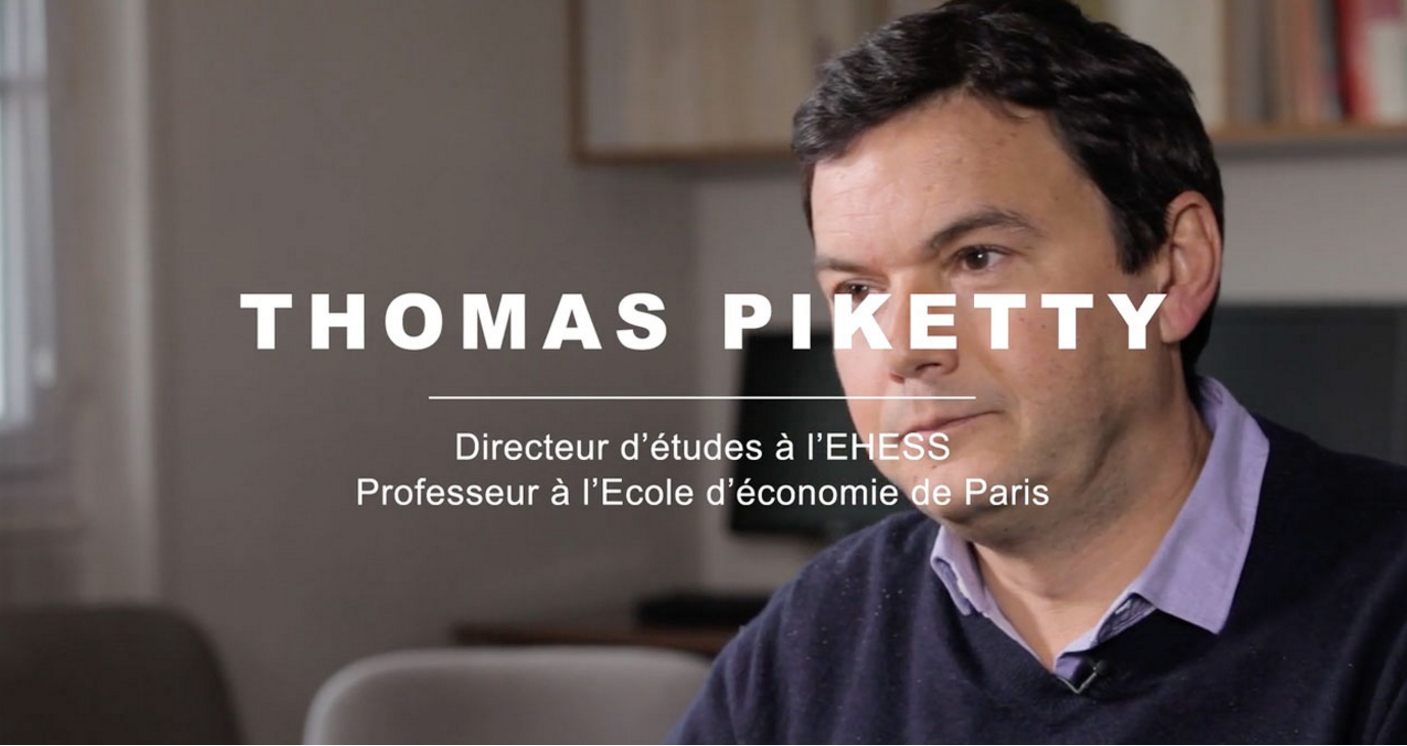 THOMAS PIKETTY
Directeur d’études à l’EHESS
Professeur à l’Ecole d’économie de Paris